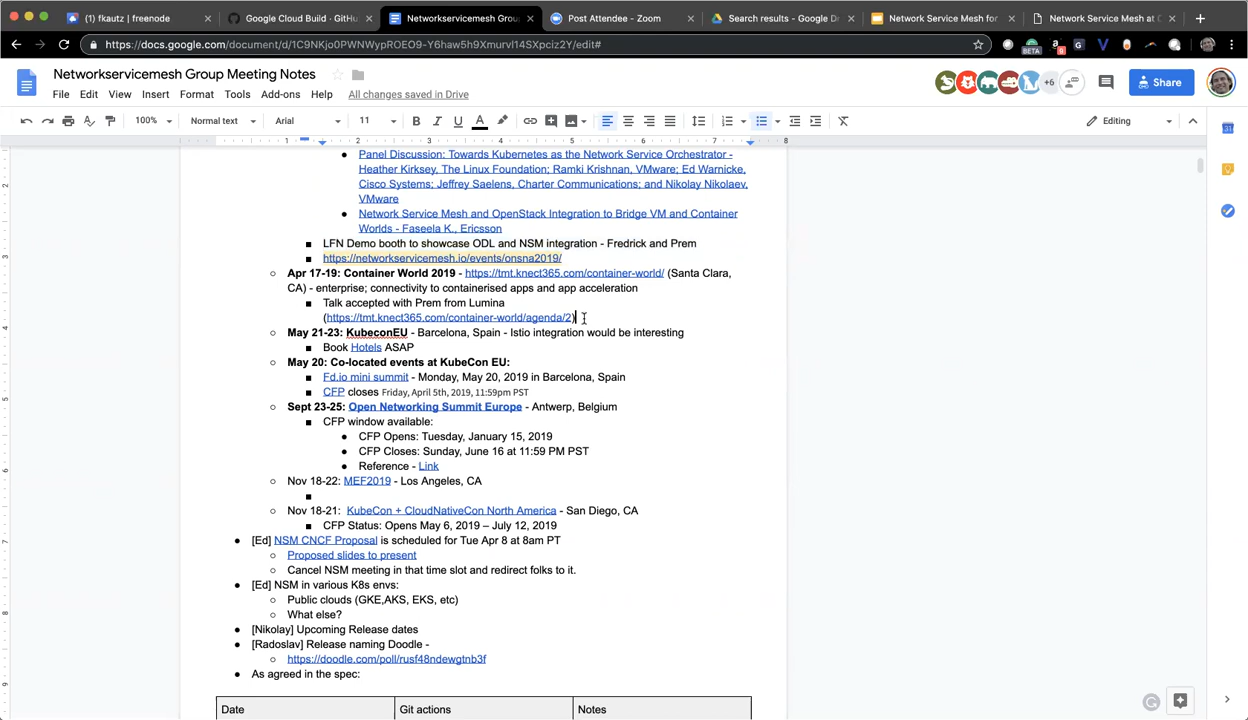 (1) fkautz | freenode
Google Cloud Build · GitHu
Networkservicemesh Group
Post Attendee - Zoom
Search results - Google Dr
Network Service Mesh for
Network Service Mesh at C
https://docs.google.com/document/d/1C9NKjo0PWNWypROEO9-Y6haw5h9Xmurvl14SXpciz2Y/edit#
BETA
Networkservicemesh Group Meeting Notes
File Edit View Insert Format Tools Add-ons Help All changes saved in Drive
+6
Share
100% Normal text Arial 11 Editing
1 1 2 3 4 5 6 7 8
Panel Discussion: Towards Kubernetes as the Network Service Orchestrator -
Heather Kirksey, The Linux Foundation; Ramki Krishnan, VMware; Ed Warnicke,
Cisco Systems; Jeffrey Saelens, Charter Communications; and Nikolay Nikolaev,
VMware
Network Service Mesh and OpenStack Integration to Bridge VM and Container
Worlds - Faseela K., Ericsson
LFN Demo booth to showcase ODL and NSM integration - Fredrick and Prem
https://networkservicemesh.io/events/onsna2019/
Apr 17-19: Container World 2019 - https://tmt.knect365.com/container-world/ (Santa Clara,
CA) - enterprise; connectivity to containerised apps and app acceleration
Talk accepted with Prem from Lumina
(https://tmt.knect365.com/container-world/agenda/2)
May 21-23: KubeconEU - Barcelona, Spain - Istio integration would be interesting
Book Hotels ASAP
May 20: Co-located events at KubeCon EU:
Fd.io mini summit - Monday, May 20, 2019 in Barcelona, Spain
CFP closes Friday, April 5th, 2019, 11:59pm PST
Sept 23-25: Open Networking Summit Europe - Antwerp, Belgium
CFP window available:
CFP Opens: Tuesday, January 15, 2019
CFP Closes: Sunday, June 16 at 11:59 PM PST
Reference - Link
Nov 18-22: MEF2019 - Los Angeles, CA
Nov 18-21: KubeCon + CloudNativeCon North America - San Diego, CA
CFP Status: Opens May 6, 2019 – July 12, 2019
[Ed] NSM CNCF Proposal is scheduled for Tue Apr 8 at 8am PT
Proposed slides to present
Cancel NSM meeting in that time slot and redirect folks to it.
[Ed] NSM in various K8s envs:
Public clouds (GKE,AKS, EKS, etc)
What else?
[Nikolay] Upcoming Release dates
[Radoslav] Release naming Doodle -
https://doodle.com/poll/rusf48ndewgtnb3f
As agreed in the spec:
Date Git actions Notes